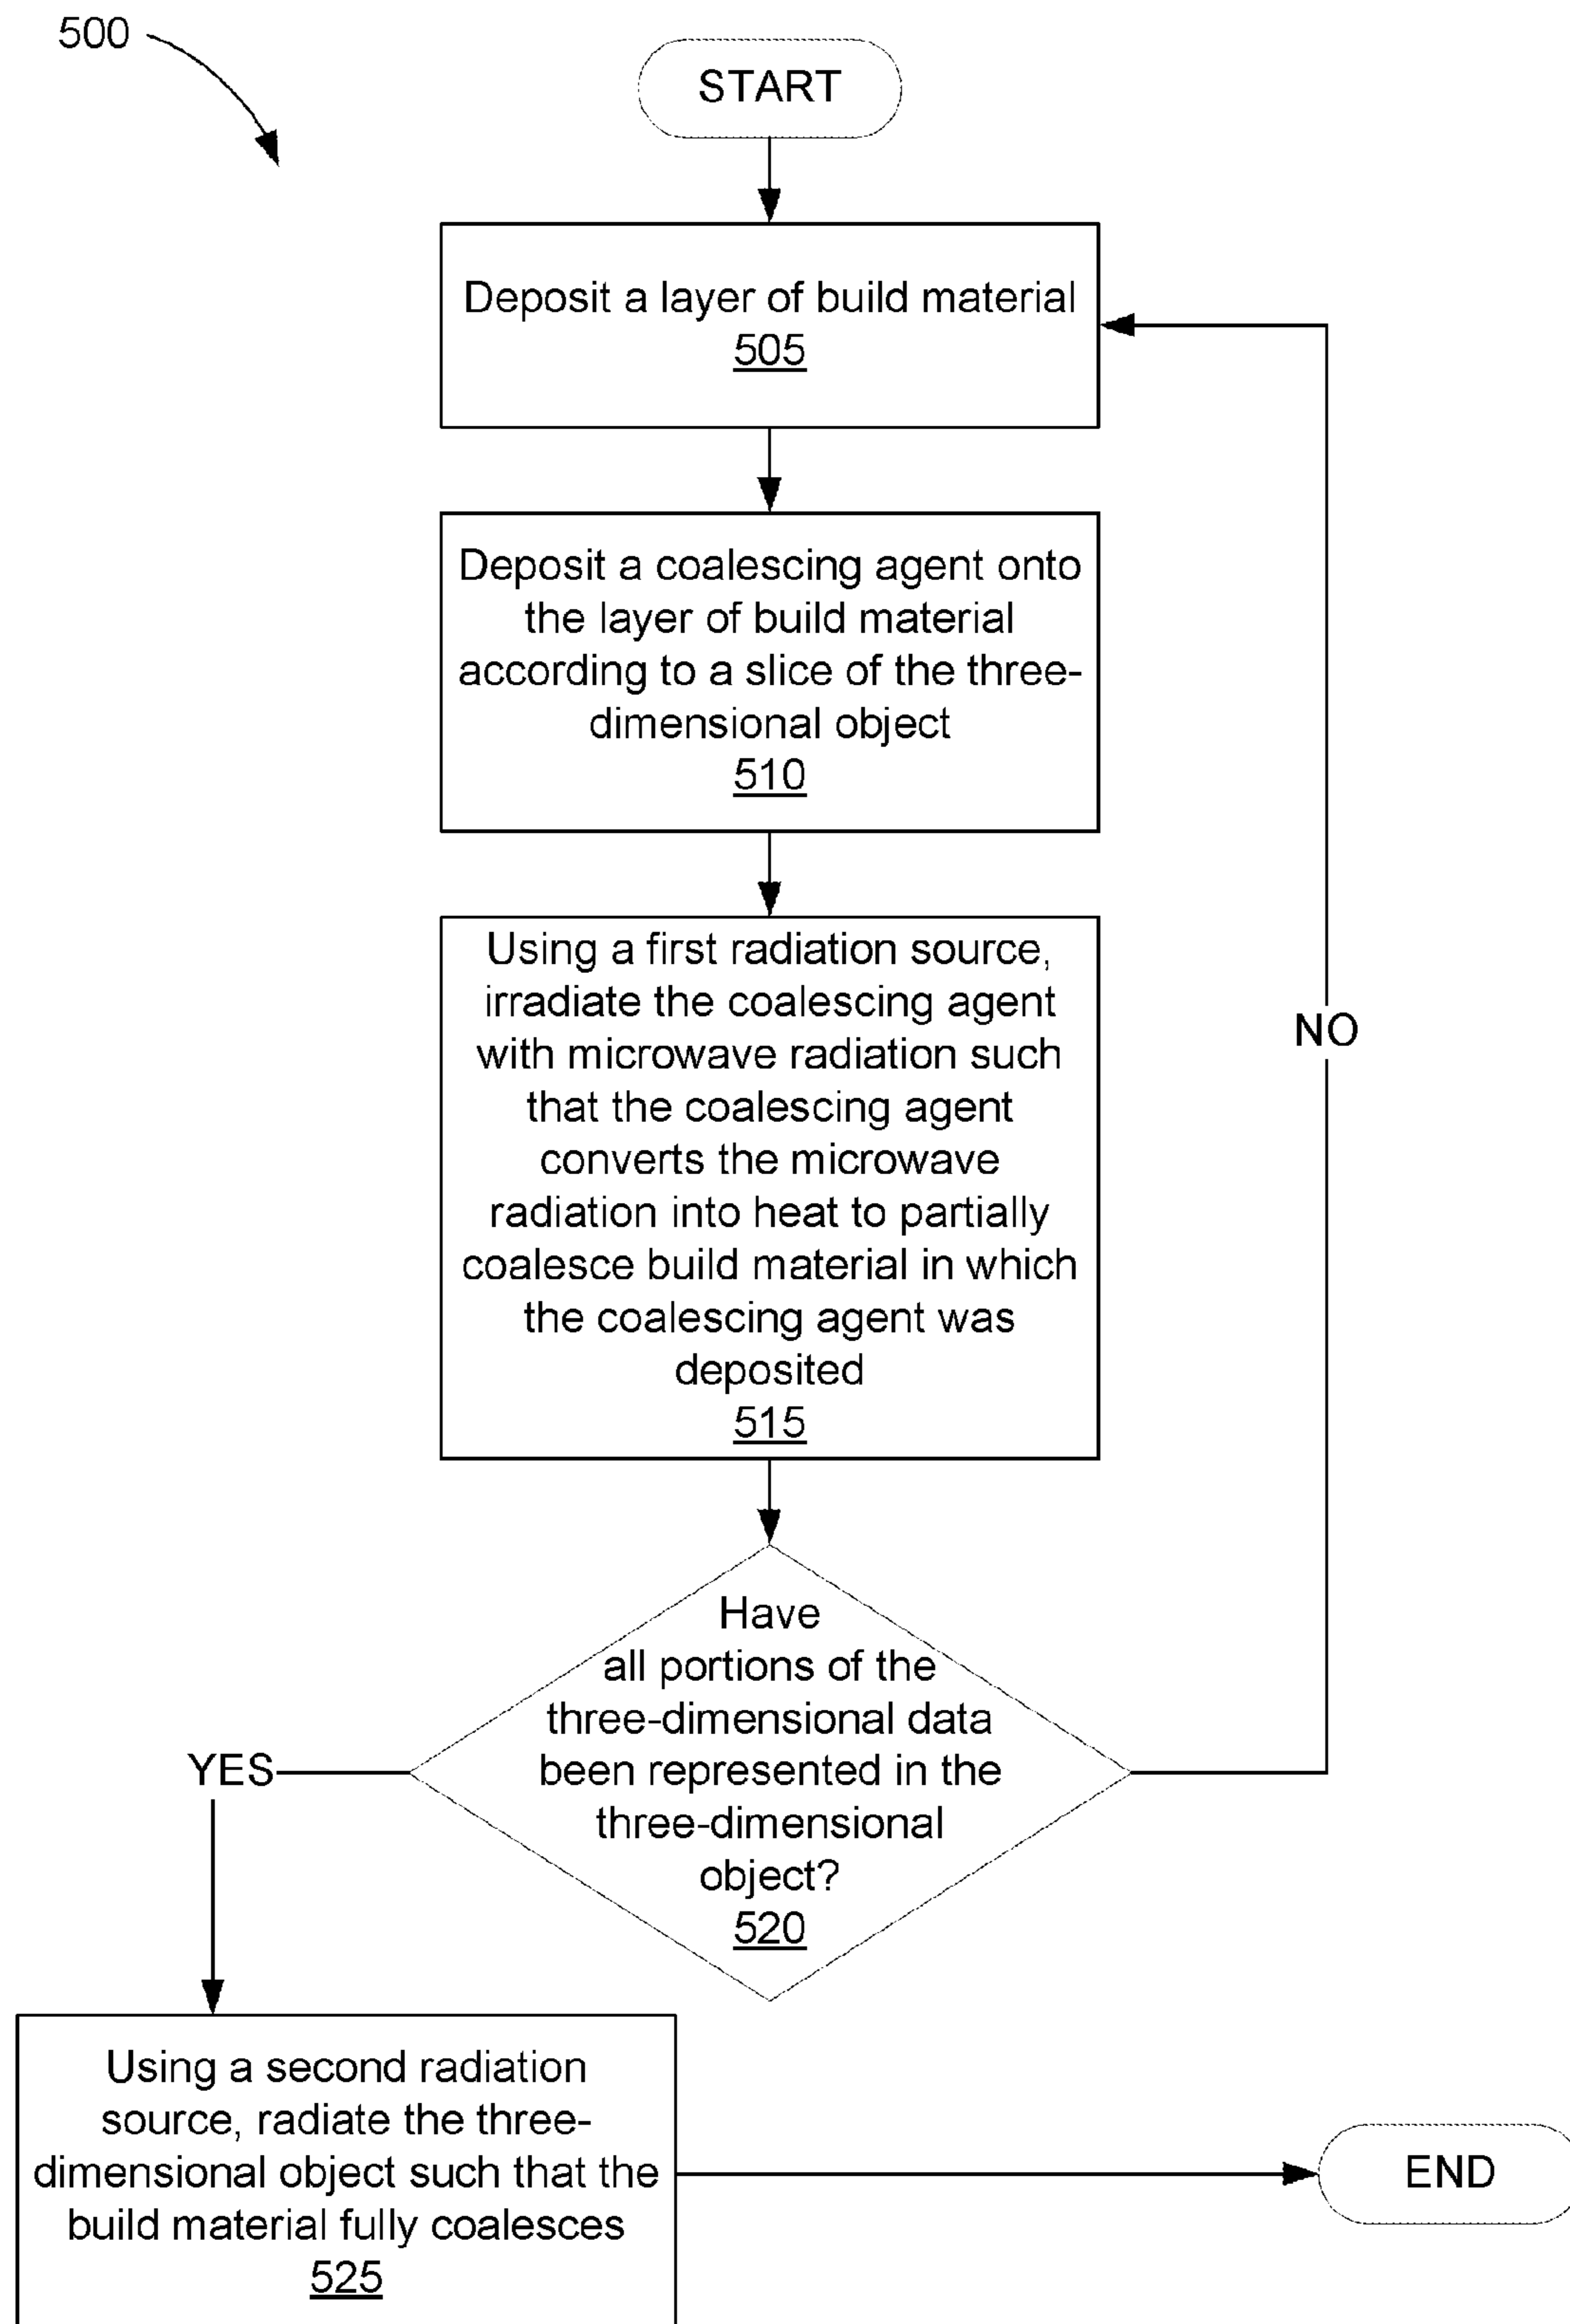 500
START
Deposit a layer of build material
505
Deposit a coalescing agent onto
the layer of build material
according to a slice of the three-
dimensional object
510
Using a first radiation source,
irradiate the coalescing agent
with microwave radiation such
that the coalescing agent
converts the microwave
radiation into heat to partially
coalesce build material in which
the coalescing agent was
deposited
515
NO
Have
all portions of the
three-dimensional data
been represented in the
three-dimensional
object?
520
YES
Using a second radiation
source, radiate the three-
dimensional object such that the
build material fully coalesces
525
END